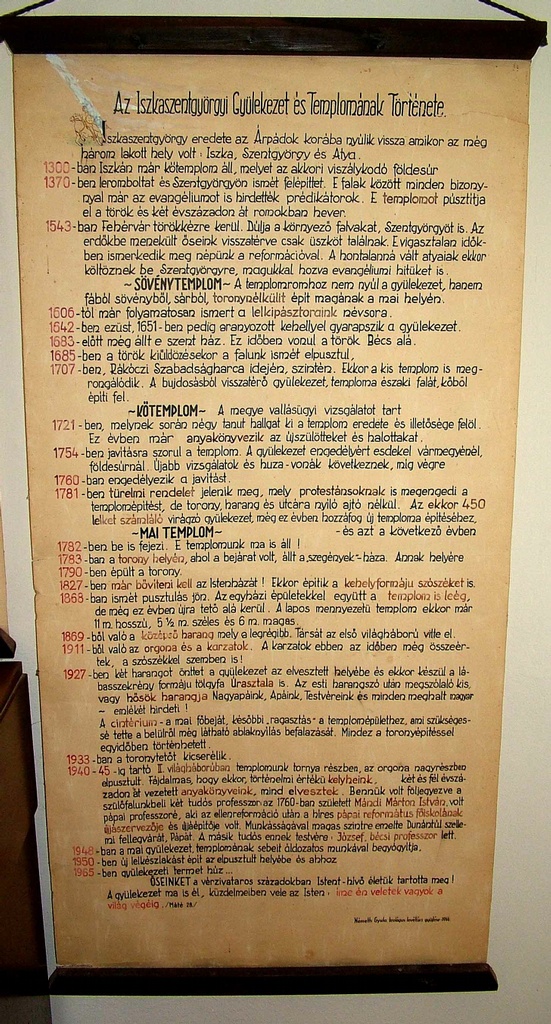 Az Iszkaszentgyörgyi Gyülekezet és Templomának Története.
Iszkaszentgyörgy eredete az Árpádok korába nyúlik vissza amikor az még
három lakott hely volt: Iszka, Szentgyörgy és Atya.
1300-ban Iszkán már kőtemplom áll, melyet az akkori viszálykodó földesúr
1370-ben leromboltat és Szentgyörgyön ismét felépíttet. E falak között minden bizony-
nyal már az evangéliumot is hirdették prédikátorok. E templomot pusztítja
el a török és két évszázadon át romokban hever.
1543-ban Fehérvár törökkézre kerül. Dúlja a környező falvakat, Szentgyörgyöt is. Az
erdőkbe menekült őseink visszatérve csak üszköt találnak. E vigasztalan idők-
ben ismerkedik meg népünk a reformációval. A hontalanná vált atyaiak ekkor
költöznek be Szentgyörgyre, magukkal hozva evangéliumi hitüket is.
~SÖVÉNYTEMPLOM~ A templomromhoz nem nyúl a gyülekezet, hanem
fából sövényből, sárból, toronynélkülit épít magának a mai helyén.
1606-tól már folyamatosan ismert a lelkipásztoraink névsora.
1642-ben ezüst, 1651-ben pedig aranyozott kehellyel gyarapszik a gyülekezet.
1683-előtt még állt e szent ház. Ez időben vonul a török Bécs alá.
1685-ben a török kiűldözésekor a falunk ismét elpusztul,
1707-ben, Rákóczi Szabadságharca idején, szintén. Ekkor a kis templom is meg-
rongálódik. A bujdosásból visszatérő gyülekezet, temploma északi falát, kőből
építi fel.
~KŐTEMPLOM~ A megye vallásügyi vizsgálatot tart
1721-ben, melynek során négy tanut hallgat ki a templom eredete és illetősége felől.
Ez évben már anyakönyvezik az újszülötteket és halottakat.
1754-ben javításra szorul a templom. A gyülekezet engedélyért esdekel vármegyénél,
földesúrnál. Újabb vizsgálatok és huza-vonák következnek, míg végre
1760-ban engedélyezik a javítást.
1781-ben türelmi rendelet jelenik meg, mely protestánsoknak is megengedi a
templomépítést, de torony, harang és utcára nyíló ajtó nélkül. Az ekkor 450
lelket számláló virágzó gyülekezet, még ez évben hozzáfog új temploma építéséhez,
~MAI TEMPLOM~ - és azt a következő évben
1782-ben be is fejezi. E templomunk ma is áll!
1783-ban a torony helyén, ahol a bejárat volt, állt a „szegények"-háza. Annak helyére
1790-ben épült a torony.
1827-ben már bővíteni kell az Istenházát! Ekkor építik a kehelyformáju szószéket is.
1863-ban ismét pusztulás jön. Az egyházi épületekkel együtt a templom is leég,
de még ez évben újra tető alá kerül. A lapos mennyezetű templom ekkor már
11 m. hosszú, 5 ½ m. széles és 6 m. magas.
1869-ből való a középső harang mely a legrégibb. Társát az első világháború vitte el.
1911-ből való az orgona és a karzatok. A karzatok ebben az időben még összeér-
tek, a szószékkel szemben is!
1927-ben két harangot öntet a gyülekezet az elvesztett helyébe és ekkor készül a lá-
basszekrény formáju tölgyfa Úrasztala is. Az esti harangszó után megszólaló kis,
vagy hősök harangja Nagyapáink, Apáink, Testvéreink és minden meghalt magyar
- emlékét hirdeti!
A cintérium - a mai főbeját, későbbi „ragasztás" a templomépülethez, ami szükséges-
sé tette a belülről még látható ablaknyílás befalazását. Mindez a toronyépítéssel
egyidőben történhetett.
1933-ban a toronytetőt kicserélik.
1940-45-ig tartó II. világháborúban templomunk tornya részben, az orgona nagyrészben
elpusztult. Fájdalmas, hogy ekkor, történelmi értékű kelyheink, két és fél évszá-
zadon át vezetett anyakönyveink, mind elvesztek. Bennük volt följegyezve a
szülőfalunkbeli két tudós professzor az 1760-ban született Mándi Márton István, volt
pápai professzoré, aki az ellenreformáció után a híres pápai református főiskolának
újjászervezője és újjáépítője volt. Munkásságával magas szintre emelte Dunántúl szelle-
mi fellegvárát, Pápát. A másik tudós ennek testvére: József, bécsi professor lett.
1948-ban a mai gyülekezet, templomának sebeit áldozatos munkával begyógyítja.
1950-ben új lelkészlakást épít az elpusztult helyébe és ahhoz
1965-ben gyülekezeti termet húz...
ŐSEINKET a vérzivataros századokban Istent-hívő életük tartotta meg!
A gyülekezet ma is él, küzdelmeiben vele az Isten: íme én veletek vagyok a
világ végéig. /Máté 28./